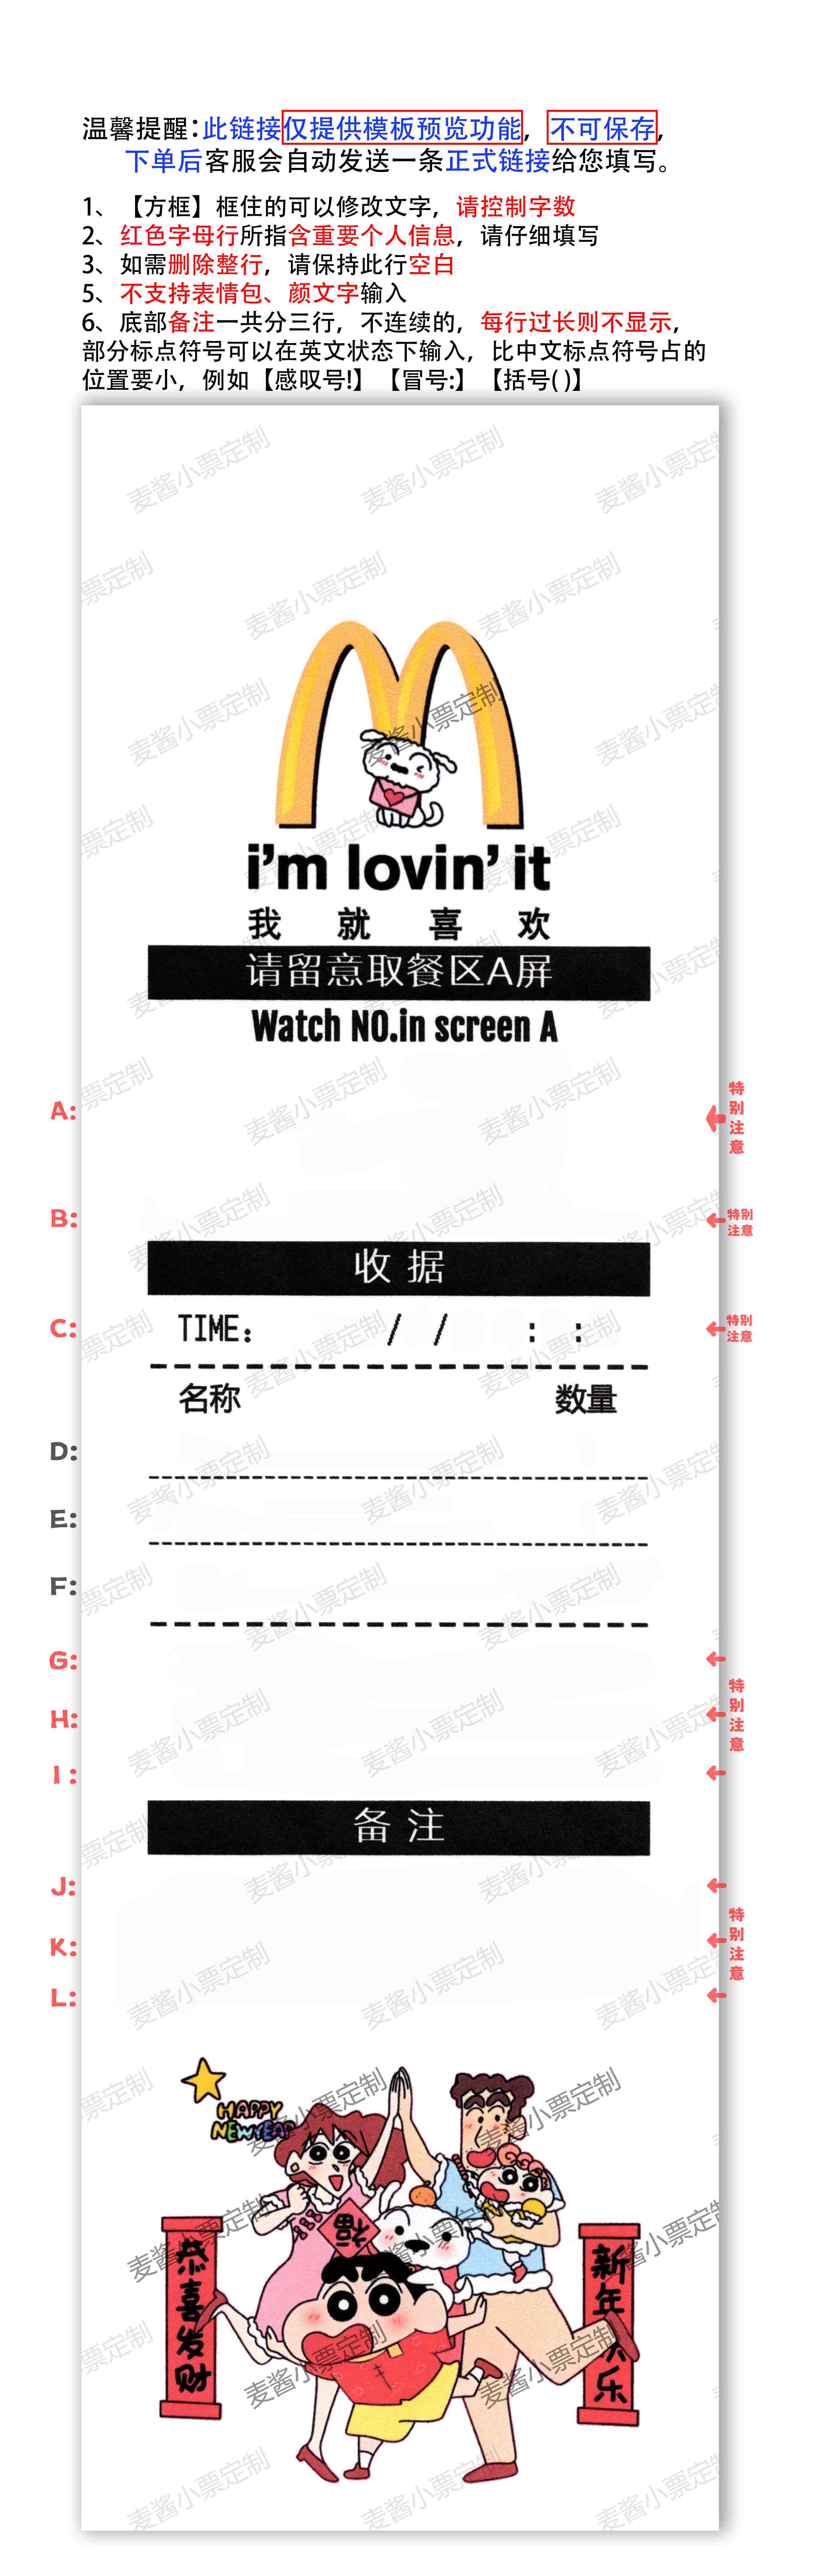 温馨提醒:此链接仅提供模板预览功能，不可保存，
下单后客服会自动发送一条正式链接给您填写。
1、【方框】框住的可以修改文字，请控制字数
2、红色字母行所指含重要个人信息，请仔细填写
3、如需删除整行，请保持此行空白
5、不支持表情包、颜文字输入
6、底部备注一共分三行，不连续的，每行过长则不显示，
部分标点符号可以在英文状态下输入，比中文标点符号占的
位置要小，例如【感叹号!】【冒号:】【括号( )】
麦酱小票定制
i'm lovin' it
我就喜欢
请留意取餐区A屏
Watch NO.in screen A
A:
特别注意
B:
特别注意
收据
C: TIME: / / : :
特别注意
名称 数量
D:
E:
F:
G:
H:
特别注意
I:
备注
J:
K:
特别注意
L:
HAPPY
NEWYEAR
福
恭喜发财
新年快乐